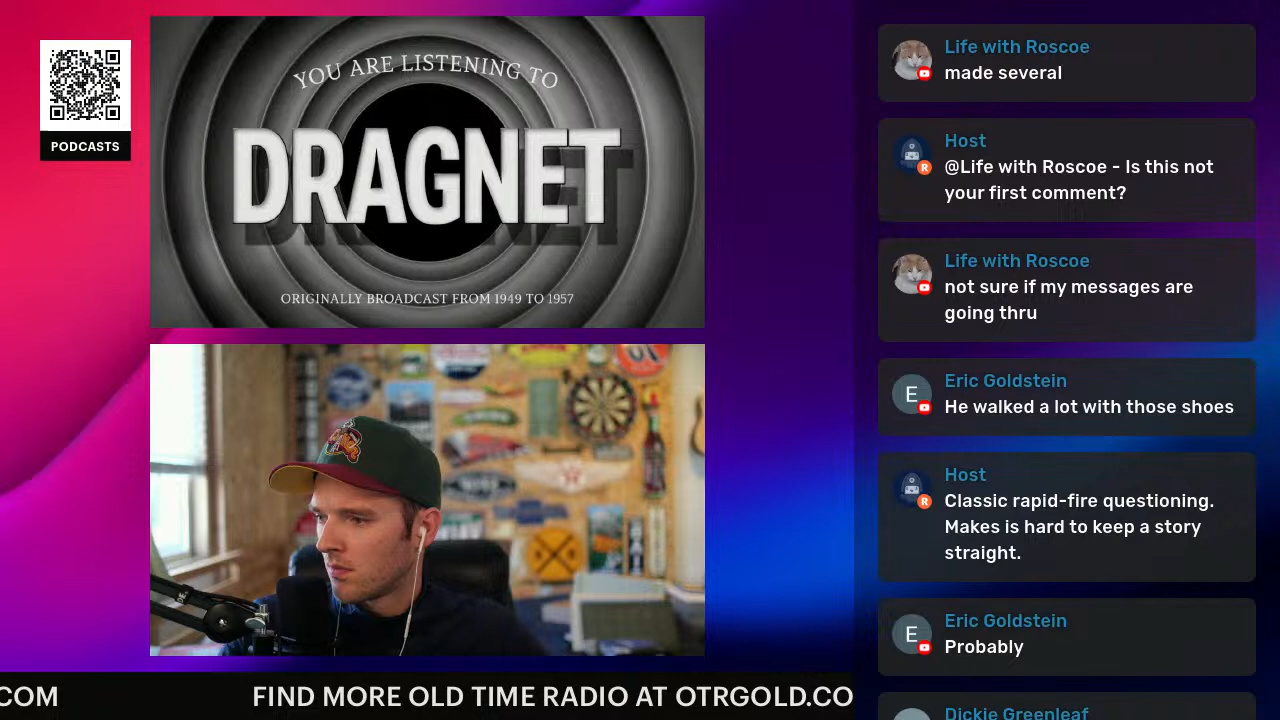 PODCASTS
YOU ARE LISTENING TO
DRAGNET
ORIGINALLY BROADCAST FROM 1949 TO 1957
COM
FIND MORE OLD TIME RADIO AT OTRGOLD.CO
Life with Roscoe
made several
Host
@Life with Roscoe - Is this not
your first comment?
Life with Roscoe
not sure if my messages are
going thru
E
Eric Goldstein
He walked a lot with those shoes
Host
Classic rapid-fire questioning.
Makes is hard to keep a story
straight.
E
Eric Goldstein
Probably
Dickie Greenleaf